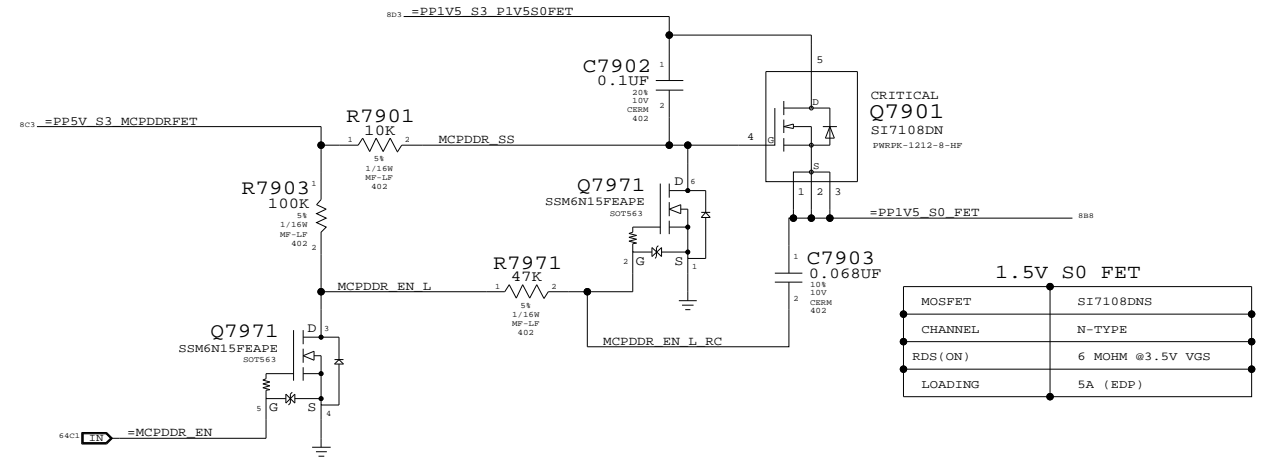 8D3 =PP1V5_S3_P1V5S0FET
5
C7902
1
0.1UF
20%
10V
CERM
402
2
CRITICAL
Q7901
SI7108DN
PWRPK-1212-8-HF
D
G
S
4
1 2 3
8C3 =PP5V_S3_MCPDDRFET
R7901
10K
1 2
5%
1/16W
MF-LF
402
MCPDDR_SS
R7903
1
100K
5%
1/16W
MF-LF
402
2
Q7971
SSM6N15FEAPE
SOT563
D 6
2 G S 1
=PP1V5_S0_FET 8B8
C7903
1
0.068UF
10%
10V
CERM
402
2
R7971
47K
1 2
5%
1/16W
MF-LF
402
MCPDDR_EN_L
MCPDDR_EN_L_RC
Q7971
SSM6N15FEAPE
SOT563
D 3
5 G S 4
64C1 IN =MCPDDR_EN
1.5V S0 FET
MOSFET SI7108DNS
CHANNEL N-TYPE
RDS(ON) 6 MOHM @3.5V VGS
LOADING 5A (EDP)